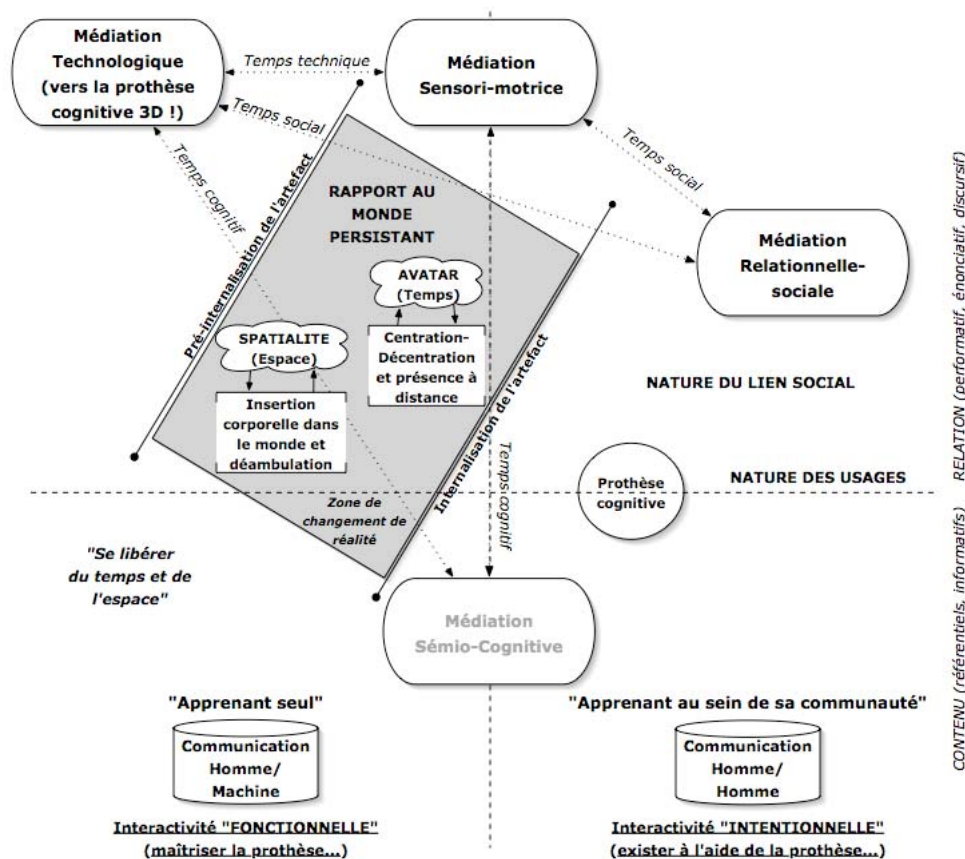 Médiation
Technologique
(vers la prothèse
cognitive 3D !)
Temps technique
Médiation
Sensori-motrice
Temps social
Temps social
Temps cognitif
Pré-internalisation de l'artefact
RAPPORT AU
MONDE
PERSISTANT
Médiation
Relationnelle-
sociale
AVATAR
(Temps)
SPATIALITE
(Espace)
Centration-
Décentration
et présence à
distance
Insertion
corporelle dans
le monde et
déambulation
Internalisation de l'artefact
Temps cognitif
NATURE DU LIEN SOCIAL
NATURE DES USAGES
Prothèse
cognitive
Zone de
changement de
réalité
"Se libérer
du temps et de
l'espace"
Médiation
Sémio-Cognitive
RELATION (performatif, énonciatif, discursif)
CONTENU (référentiels, informatifs)
"Apprenant seul"
Communication
Homme/
Machine
Interactivité "FONCTIONNELLE"
(maîtriser la prothèse...)
"Apprenant au sein de sa communauté"
Communication
Homme/
Homme
Interactivité "INTENTIONNELLE"
(exister à l'aide de la prothèse...)